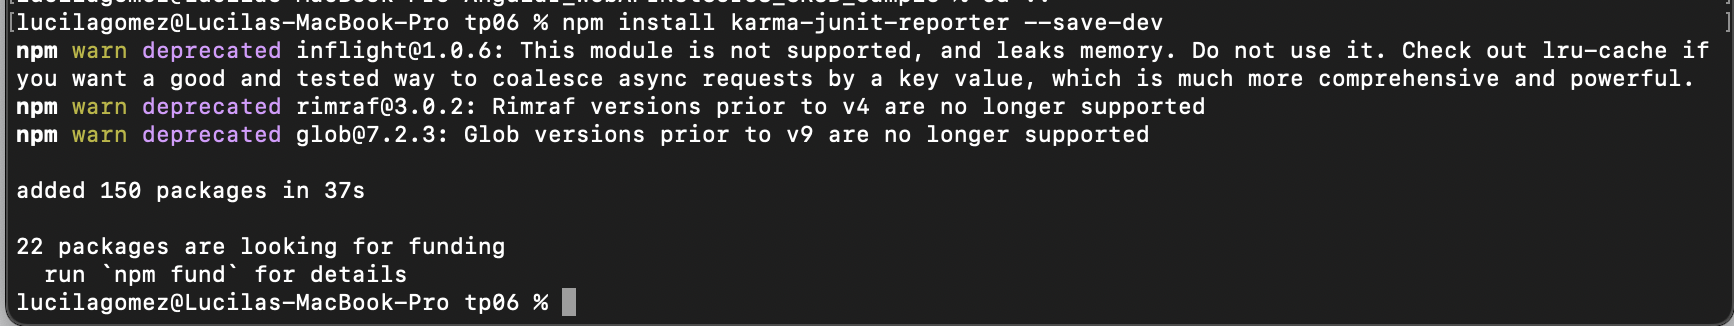 [lucilagomez@Lucilas-MacBook-Pro tp06 % npm install karma-junit-reporter --save-dev ]
npm warn deprecated inflight@1.0.6: This module is not supported, and leaks memory. Do not use it. Check out lru-cache if
you want a good and tested way to coalesce async requests by a key value, which is much more comprehensive and powerful.
npm warn deprecated rimraf@3.0.2: Rimraf versions prior to v4 are no longer supported
npm warn deprecated glob@7.2.3: Glob versions prior to v9 are no longer supported
added 150 packages in 37s
22 packages are looking for funding
run `npm fund` for details
lucilagomez@Lucilas-MacBook-Pro tp06 %